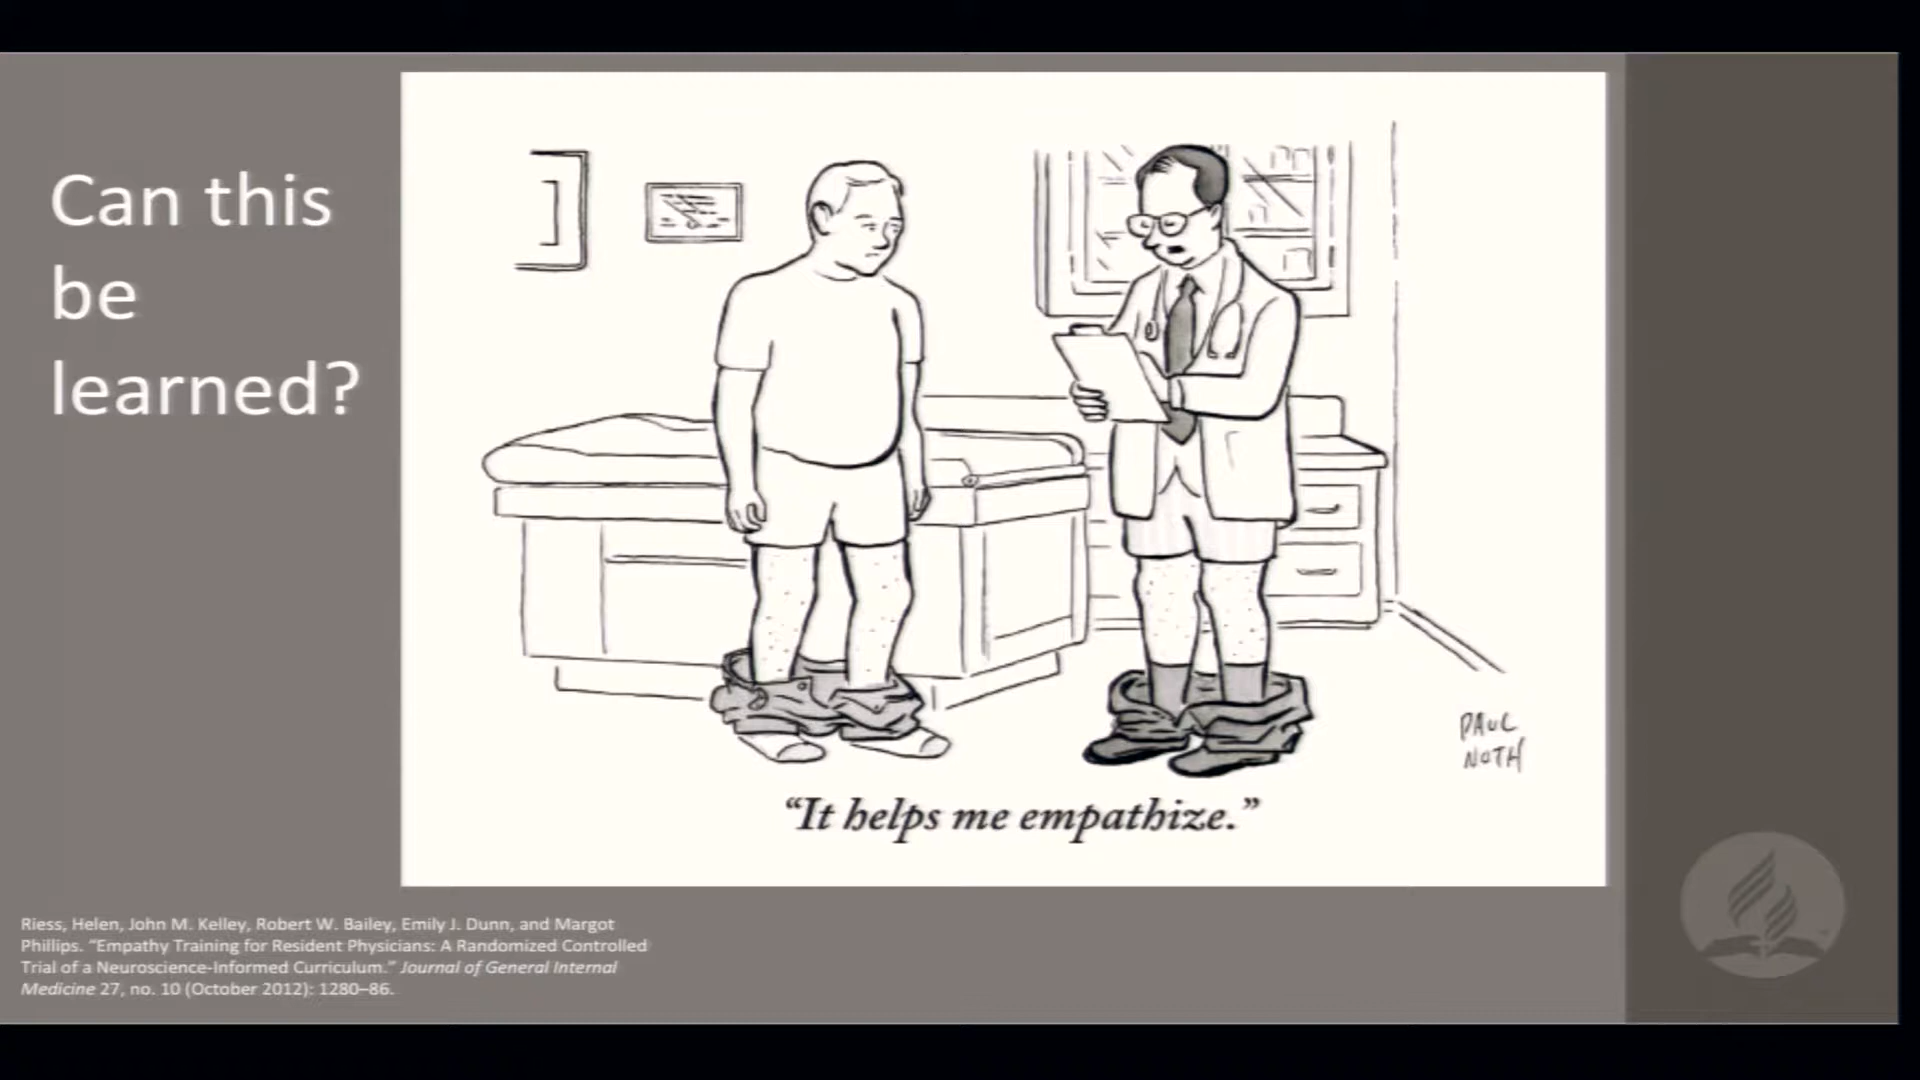 Can this
be
learned?
PAUL
NOTH
“It helps me empathize.”
Riess, Helen, John M. Kelley, Robert W. Bailey, Emily J. Dunn, and Margot
Phillips. “Empathy Training for Resident Physicians: A Randomized Controlled
Trial of a Neuroscience-Informed Curriculum.” Journal of General Internal
Medicine 27, no. 10 (October 2012): 1280–86.